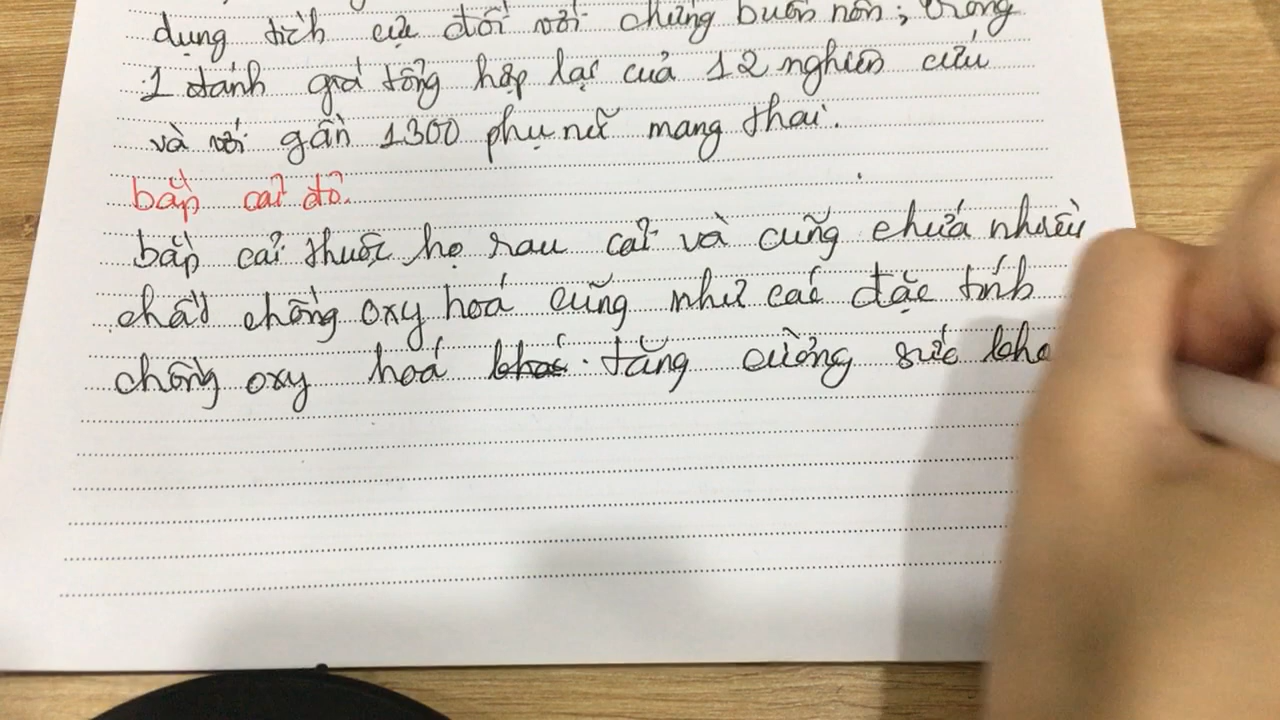 dụng tích cực đối với chứng buồn nôn; trong
1 đánh giá tổng hợp lại của 12 nghiên cứu
và với gần 1300 phụ nữ mang thai.
bắp cải đỏ.
bắp cải thuộc họ rau cải và cũng chứa nhiều
chất chống oxy hoá cũng như các đặc tính
chống oxy hoá khác. tăng cường sức kho